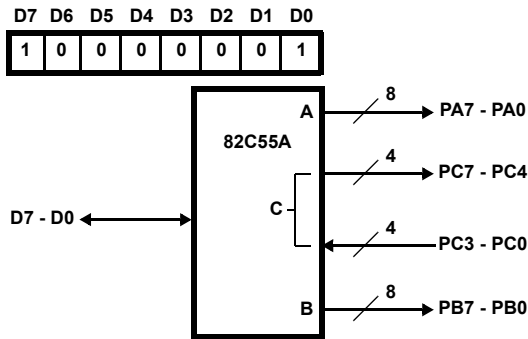 D7 D6 D5 D4 D3 D2 D1 D0
1 0 0 0 0 0 0 1
A 8 PA7 - PA0
82C55A
4 PC7 - PC4
C
D7 - D0
4 PC3 - PC0
B 8 PB7 - PB0